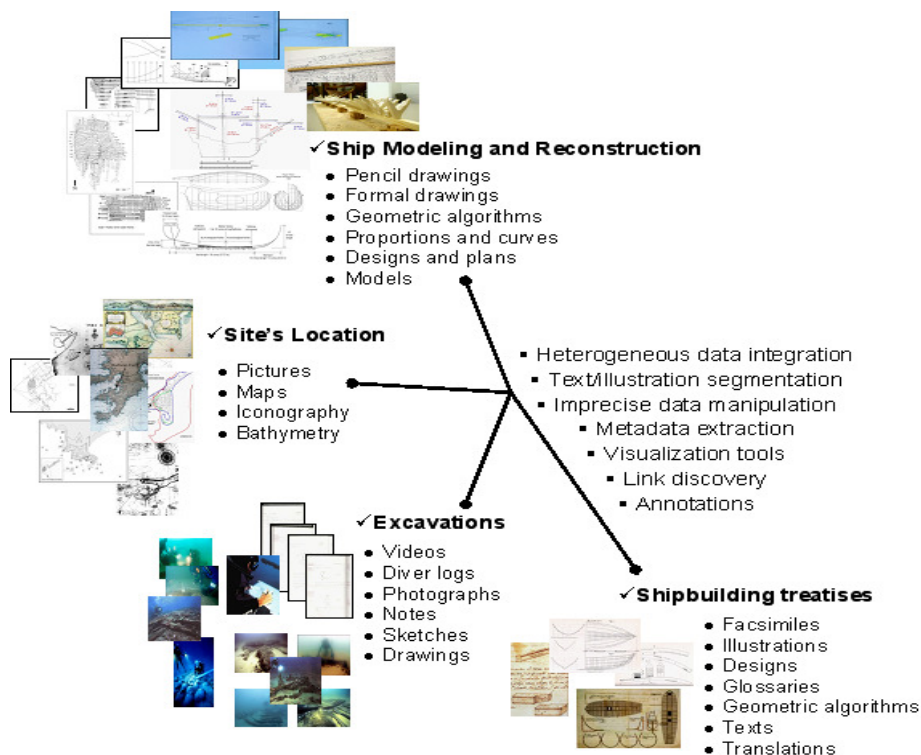 ✓Ship Modeling and Reconstruction
● Pencil drawings
● Formal drawings
● Geometric algorithms
● Proportions and curves
● Designs and plans
● Models
✓Site's Location
● Pictures
● Maps
● Iconography
● Bathymetry
▪ Heterogeneous data integration
▪ Text/illustration segmentation
▪ Imprecise data manipulation
▪ Metadata extraction
▪ Visualization tools
▪ Link discovery
▪ Annotations
✓Excavations
● Videos
● Diver logs
● Photographs
● Notes
● Sketches
● Drawings
✓Shipbuilding treatises
● Facsimiles
● Illustrations
● Designs
● Glossaries
● Geometric algorithms
● Texts
● Translations